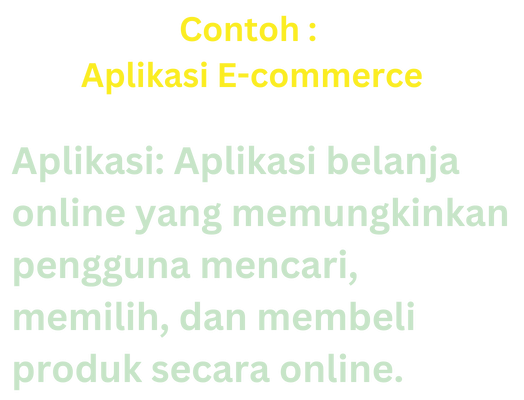 Contoh :
Aplikasi E-commerce
Aplikasi: Aplikasi belanja
online yang memungkinkan
pengguna mencari,
memilih, dan membeli
produk secara online.